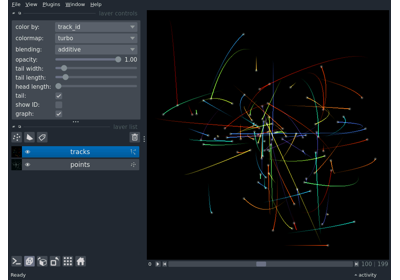 File View Plugins Window Help
layer controls
color by: track_id
colormap: turbo
blending: additive
opacity: 1.00
tail width:
tail length:
head length:
tail:
show ID:
graph:
layer list
tracks
points
100 199
Ready
activity